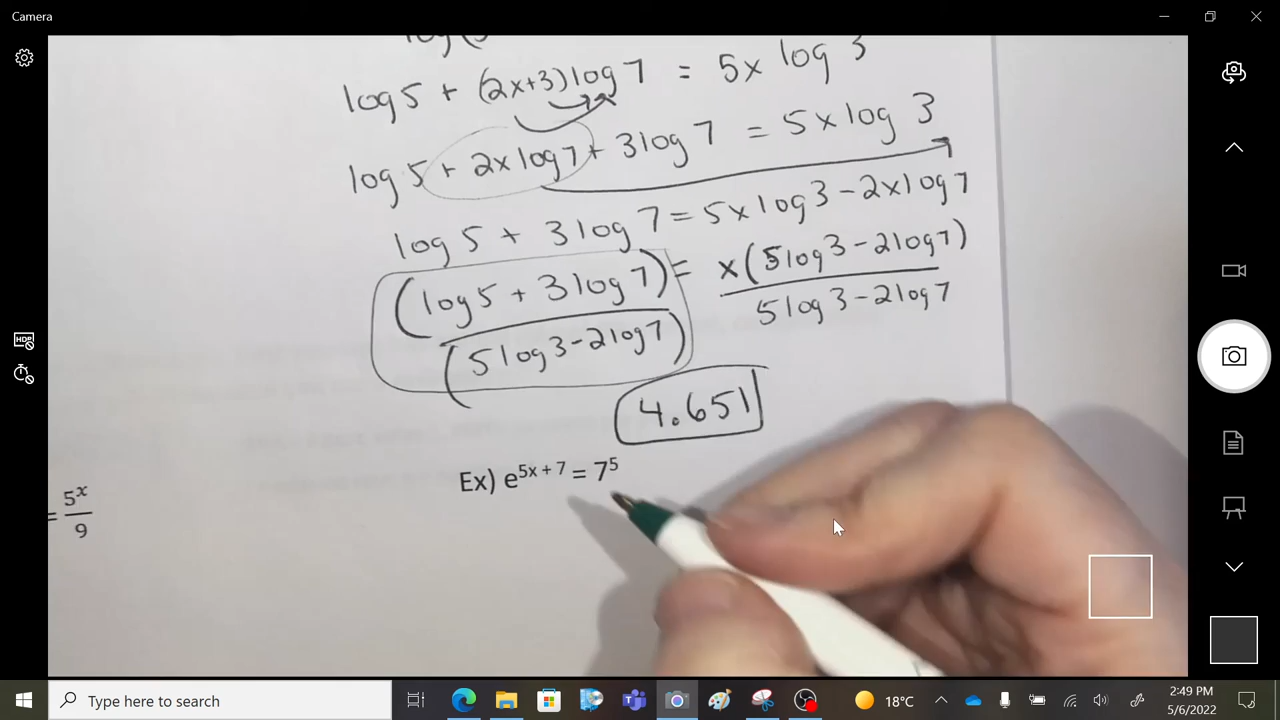 Camera
log 5 + (2x+3) log 7 = 5x log 3
log 5 + 2x log 7 + 3 log 7 = 5x log 3
log 5 + 3 log 7 = 5x log 3 - 2x log 7
(log 5 + 3 log 7) = x(5 log 3 - 2 log 7)
(5 log 3 - 2 log 7) 5 log 3 - 2 log 7
4.651
Ex) e^{5x + 7} = 7^5
= 5^x / 9
Type here to search
18°C
2:49 PM
5/6/2022